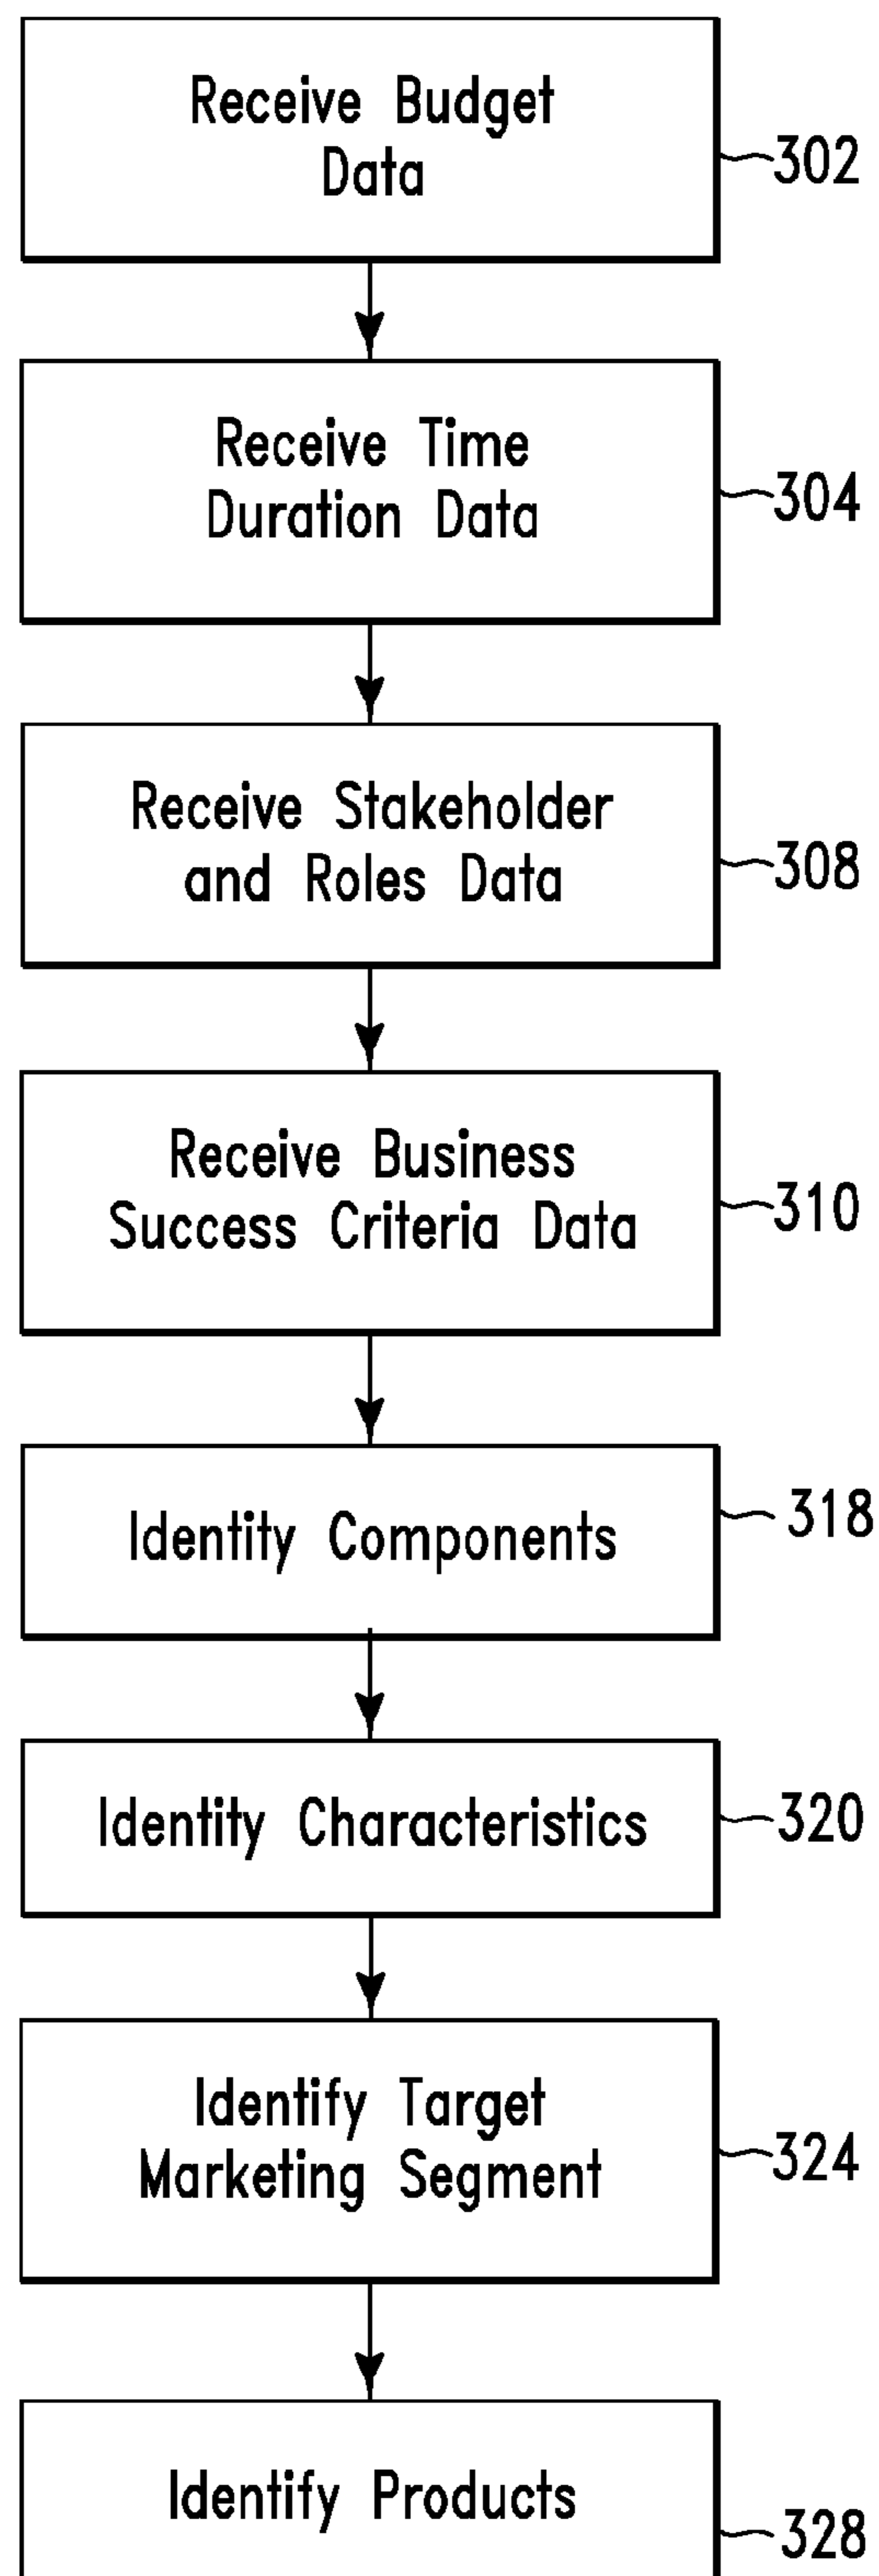 Receive Budget
Data
302
Receive Time
Duration Data
304
Receive Stakeholder
and Roles Data
308
Receive Business
Success Criteria Data
310
Identity Components
318
Identity Characteristics
320
Identify Target
Marketing Segment
324
Identify Products
328